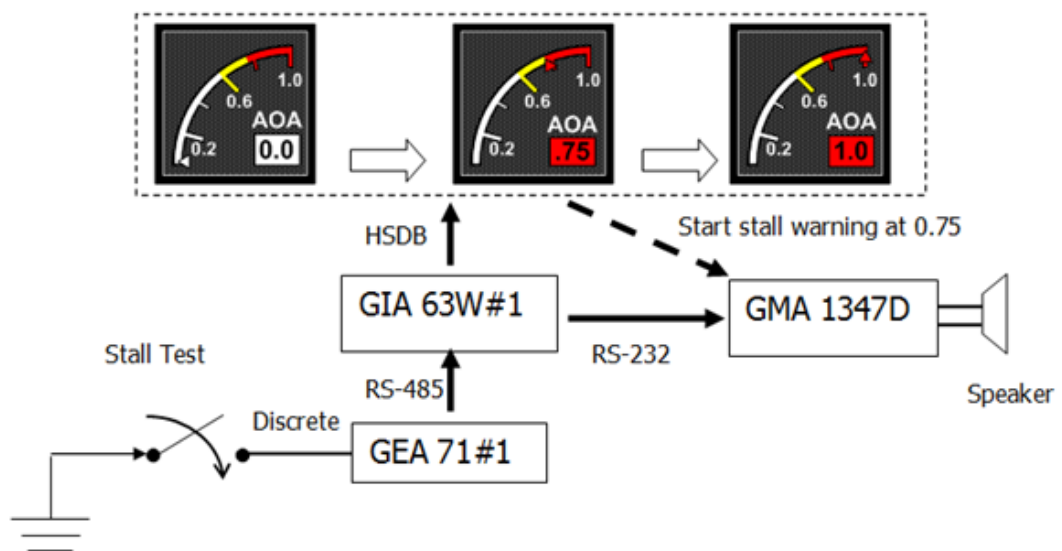 1.0
0.6
AOA
0.2
0.0
1.0
0.6
AOA
0.2
.75
1.0
0.6
AOA
0.2
1.0
HSDB
Start stall warning at 0.75
GIA 63W#1
GMA 1347D
RS-232
Stall Test
RS-485
Speaker
Discrete
GEA 71#1